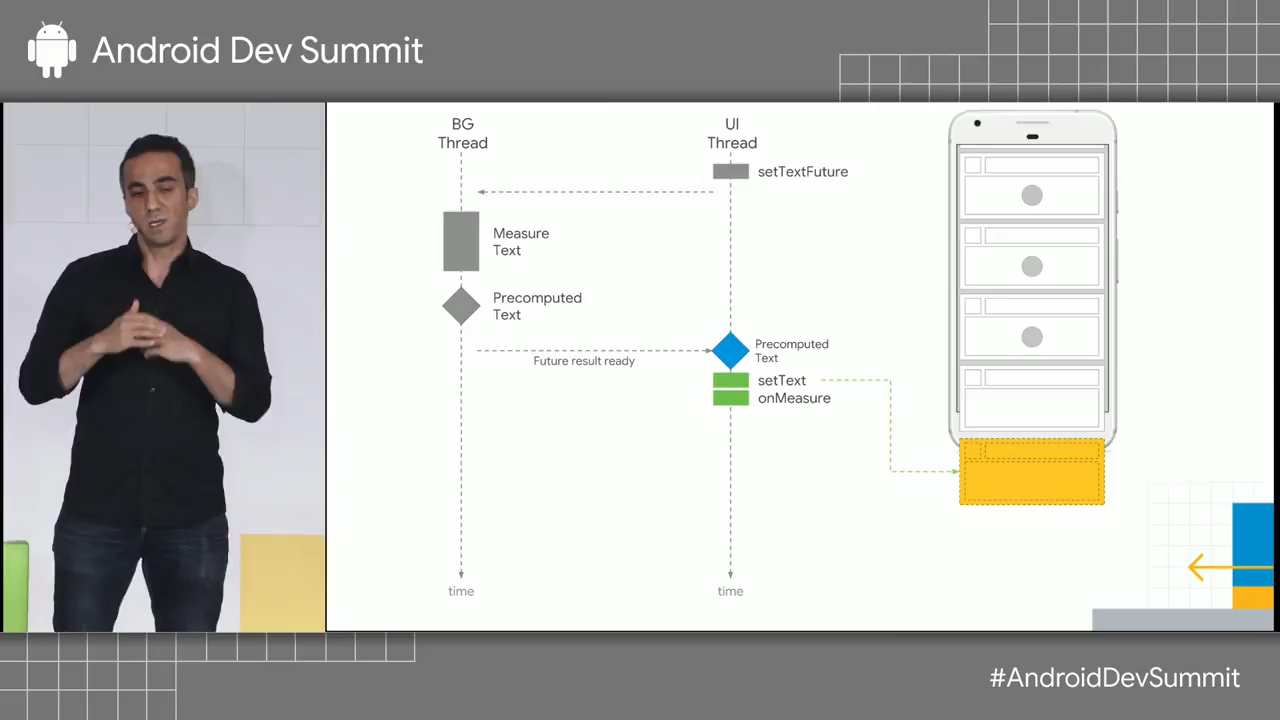 Android Dev Summit
BG
Thread
UI
Thread
setTextFuture
Measure
Text
Precomputed
Text
Future result ready
Precomputed
Text
setText
onMeasure
time
time
#AndroidDevSummit